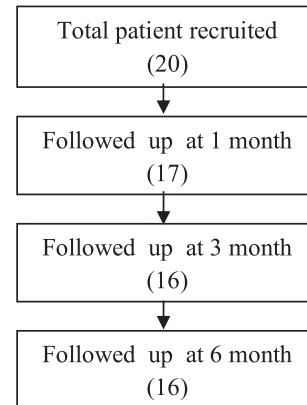 Total patient recruited
(20)
Followed up at 1 month
(17)
Followed up at 3 month
(16)
Followed up at 6 month
(16)